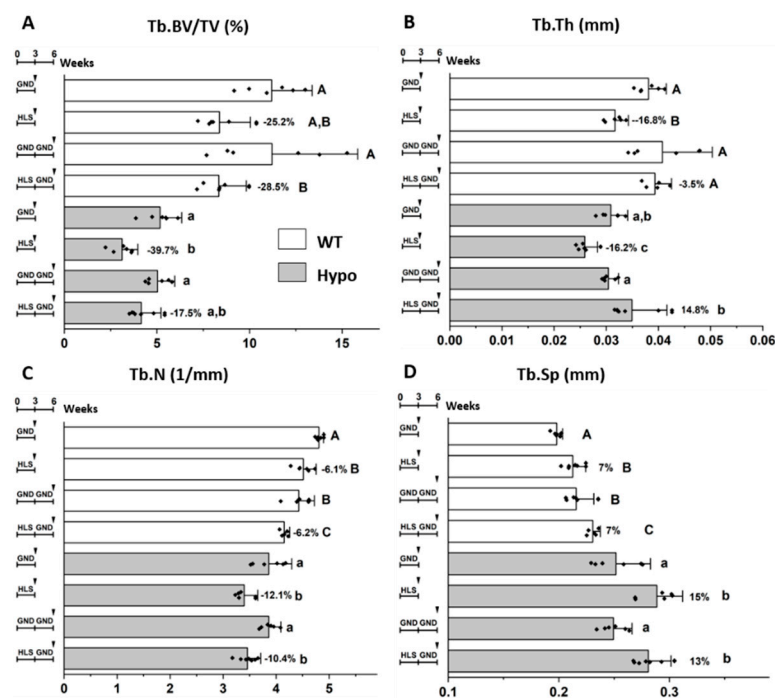 A
Tb.BV/TV (%)
0 3 6
Weeks
GND
A
HLS
-25.2% A,B
GND GND
A
HLS GND
-28.5% B
GND
a
HLS
-39.7% b
GND GND
a
HLS GND
-17.5% a,b
WT
Hypo
0 5 10 15
B
Tb.Th (mm)
0 3 6
Weeks
GND
A
HLS
--16.8% B
GND GND
A
HLS GND
-3.5% A
GND
a,b
HLS
-16.2% c
GND GND
a
HLS GND
14.8% b
0.00 0.01 0.02 0.03 0.04 0.05 0.06
C
Tb.N (1/mm)
0 3 6
Weeks
GND
A
HLS
-6.1% B
GND GND
B
HLS GND
-6.2% C
GND
a
HLS
-12.1% b
GND GND
a
HLS GND
-10.4% b
0 1 2 3 4 5
D
Tb.Sp (mm)
0 3 6
Weeks
GND
A
HLS
7% B
GND GND
B
HLS GND
7% C
GND
a
HLS
15% b
GND GND
a
HLS GND
13% b
0.1 0.2 0.3